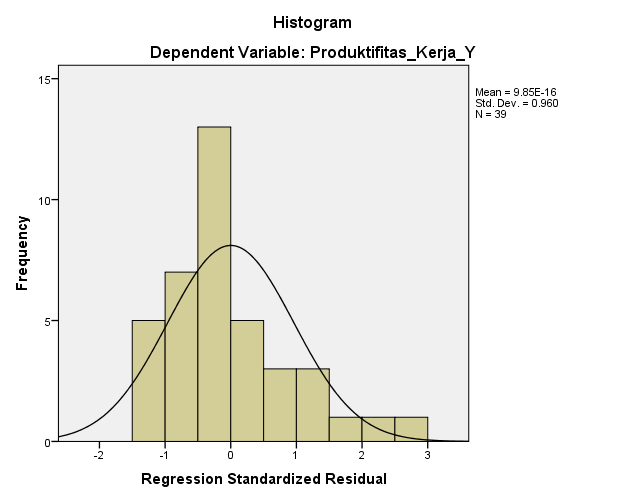 Histogram
Dependent Variable: Produktifitas_Kerja_Y
Mean = 9.85E-16
Std. Dev. = 0.960
N = 39
Frequency
15
10
5
0
-2
-1
0
1
2
3
Regression Standardized Residual